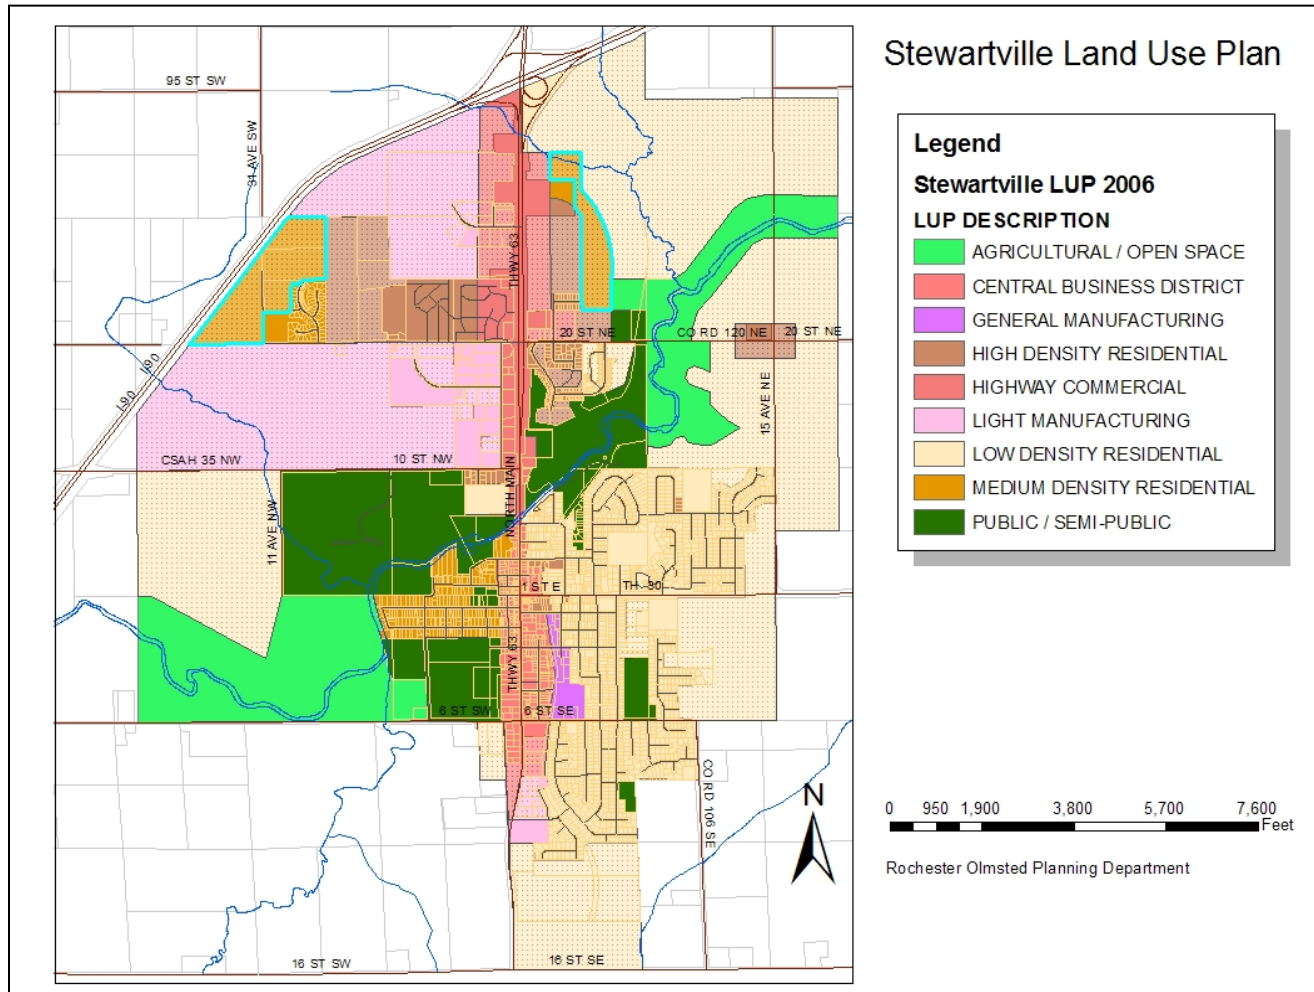 Stewartville Land Use Plan
Legend
Stewartville LUP 2006
LUP DESCRIPTION
AGRICULTURAL / OPEN SPACE
CENTRAL BUSINESS DISTRICT
GENERAL MANUFACTURING
HIGH DENSITY RESIDENTIAL
HIGHWAY COMMERCIAL
LIGHT MANUFACTURING
LOW DENSITY RESIDENTIAL
MEDIUM DENSITY RESIDENTIAL
PUBLIC / SEMI-PUBLIC
95 ST SW
31 AVE SW
THWY 63
20 ST NE
CO RD 120 NE
20 ST NE
I-90
I-90
15 AVE NE
CSAH 35 NW
10 ST NW
NORTH MAIN
11 AVE NW
1 ST E
TH 30
THWY 63
6 ST SW
6 ST SE
CO RD 106 SE
16 ST SW
16 ST SE
N
0 950 1,900 3,800 5,700 7,600
Feet
Rochester Olmsted Planning Department